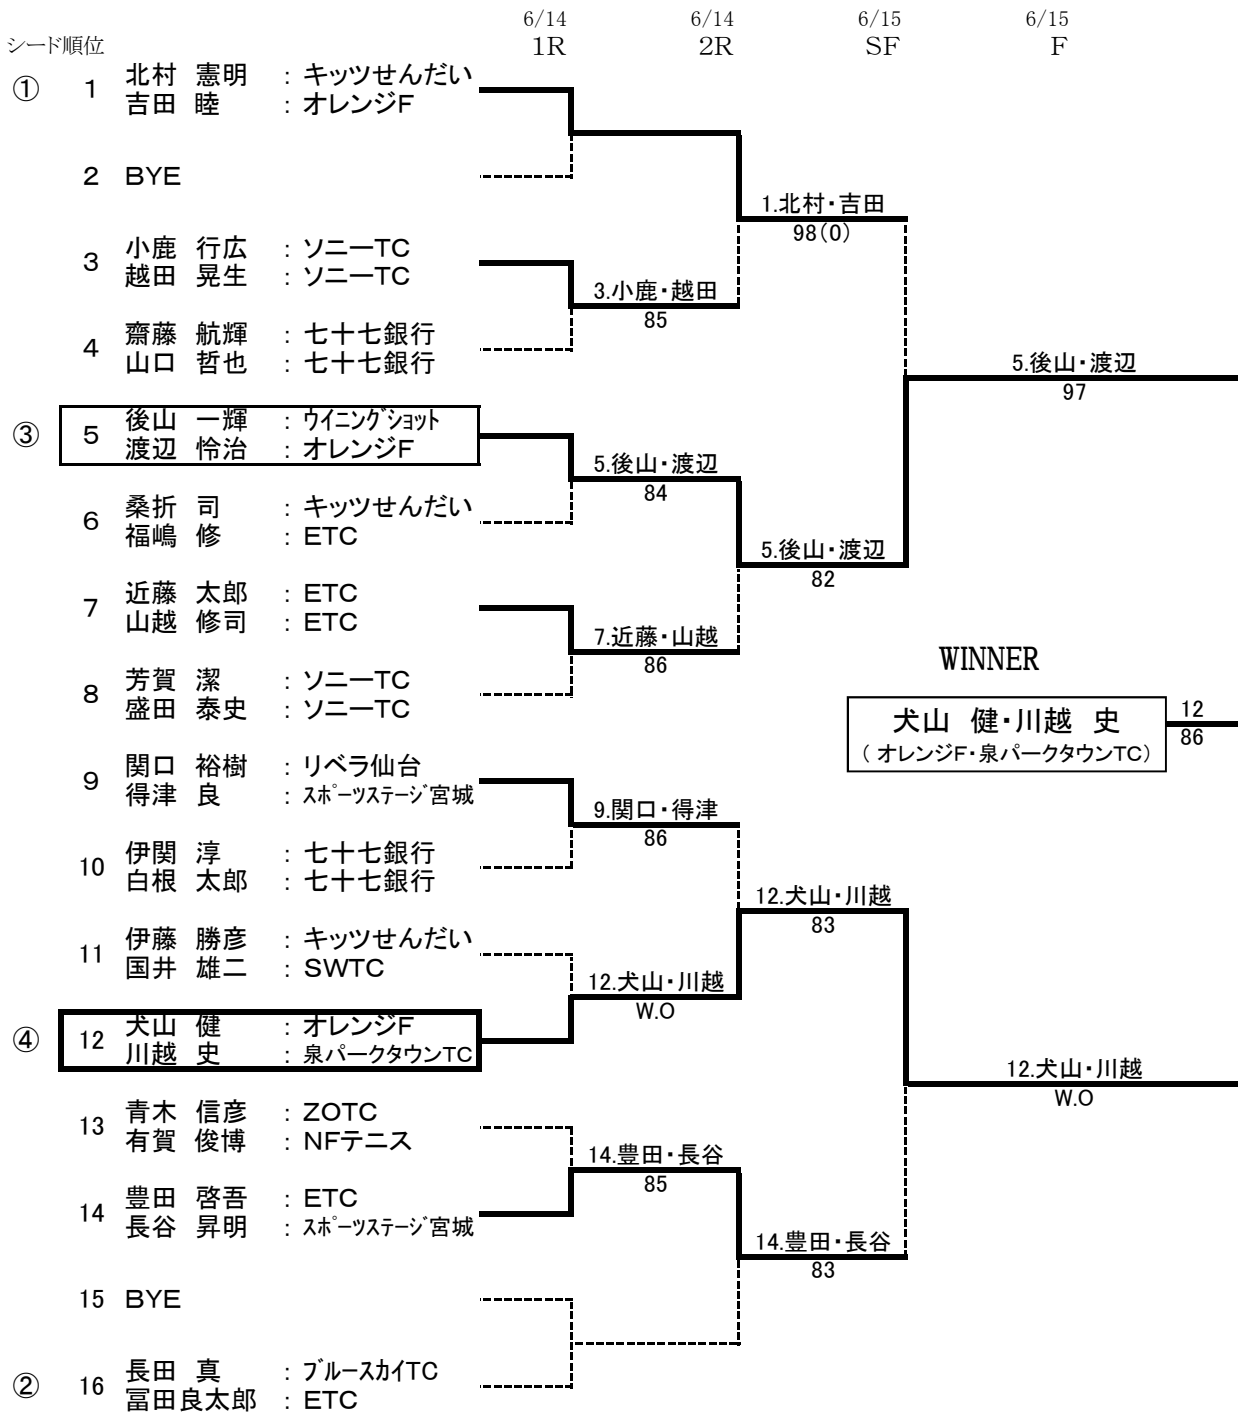 6/14 6/14 6/15 6/15
シード順位 1R 2R SF F
① 1 北村 憲明 : キッツせんだい
吉田 睦 : オレンジF
2 BYE
1.北村・吉田
98(0)
3 小鹿 行広 : ソニーTC
越田 晃生 : ソニーTC
3.小鹿・越田
85
4 齋藤 航輝 : 七十七銀行
山口 哲也 : 七十七銀行
5.後山・渡辺
97
③ 5 後山 一輝 : ウイニングショット
渡辺 怜治 : オレンジF
5.後山・渡辺
84
6 桑折 司 : キッツせんだい
福嶋 修 : ETC
5.後山・渡辺
82
7 近藤 太郎 : ETC
山越 修司 : ETC
7.近藤・山越
86
WINNER
8 芳賀 潔 : ソニーTC
盛田 泰史 : ソニーTC
犬山 健・川越 史 12
(オレンジF・泉パークタウンTC) 86
9 関口 裕樹 : リベラ仙台
得津 良 : スポーツステージ宮城
9.関口・得津
86
10 伊関 淳 : 七十七銀行
白根 太郎 : 七十七銀行
12.犬山・川越
83
11 伊藤 勝彦 : キッツせんだい
国井 雄二 : SWTC
12.犬山・川越
W.O
④ 12 犬山 健 : オレンジF
川越 史 : 泉パークタウンTC
12.犬山・川越
W.O
13 青木 信彦 : ZOTC
有賀 俊博 : NFテニス
14.豊田・長谷
85
14 豊田 啓吾 : ETC
長谷 昇明 : スポーツステージ宮城
14.豊田・長谷
83
15 BYE
② 16 長田 真 : ブルースカイTC
冨田良太郎 : ETC